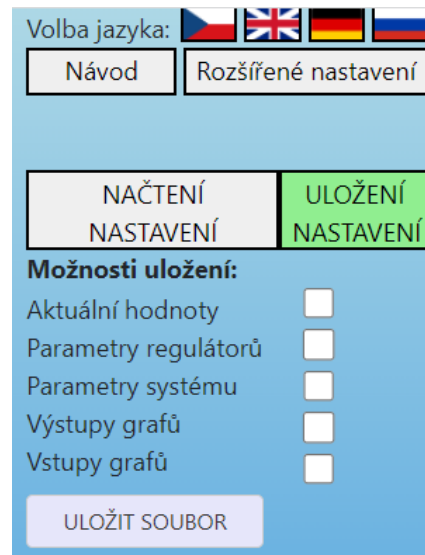 Volba jazyka:
Návod Rozšířené nastavení
NAČTENÍ ULOŽENÍ
NASTAVENÍ NASTAVENÍ
Možnosti uložení:
Aktuální hodnoty
Parametry regulátorů
Parametry systému
Výstupy grafů
Vstupy grafů
ULOŽIT SOUBOR